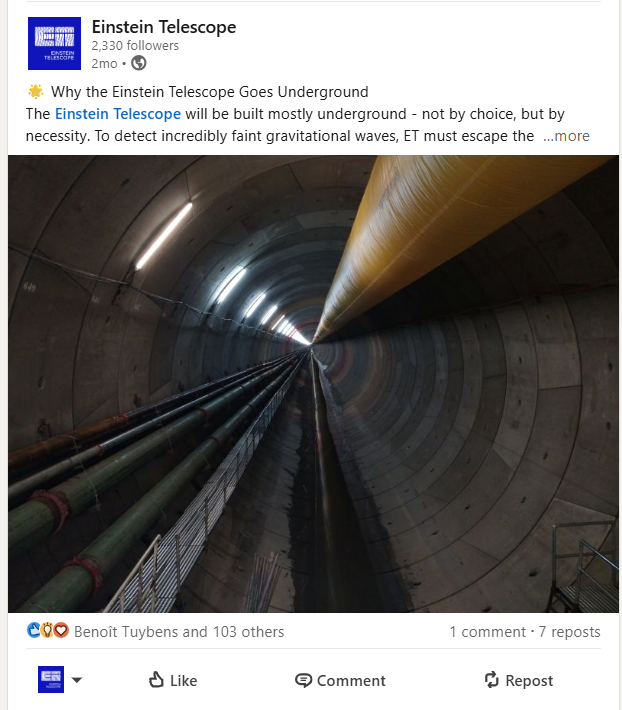 Einstein Telescope
2,330 followers
2mo •
Why the Einstein Telescope Goes Underground
The Einstein Telescope will be built mostly underground - not by choice, but by
necessity. To detect incredibly faint gravitational waves, ET must escape the ...more
Benoît Tuybens and 103 others
1 comment · 7 reposts
Like
Comment
Repost